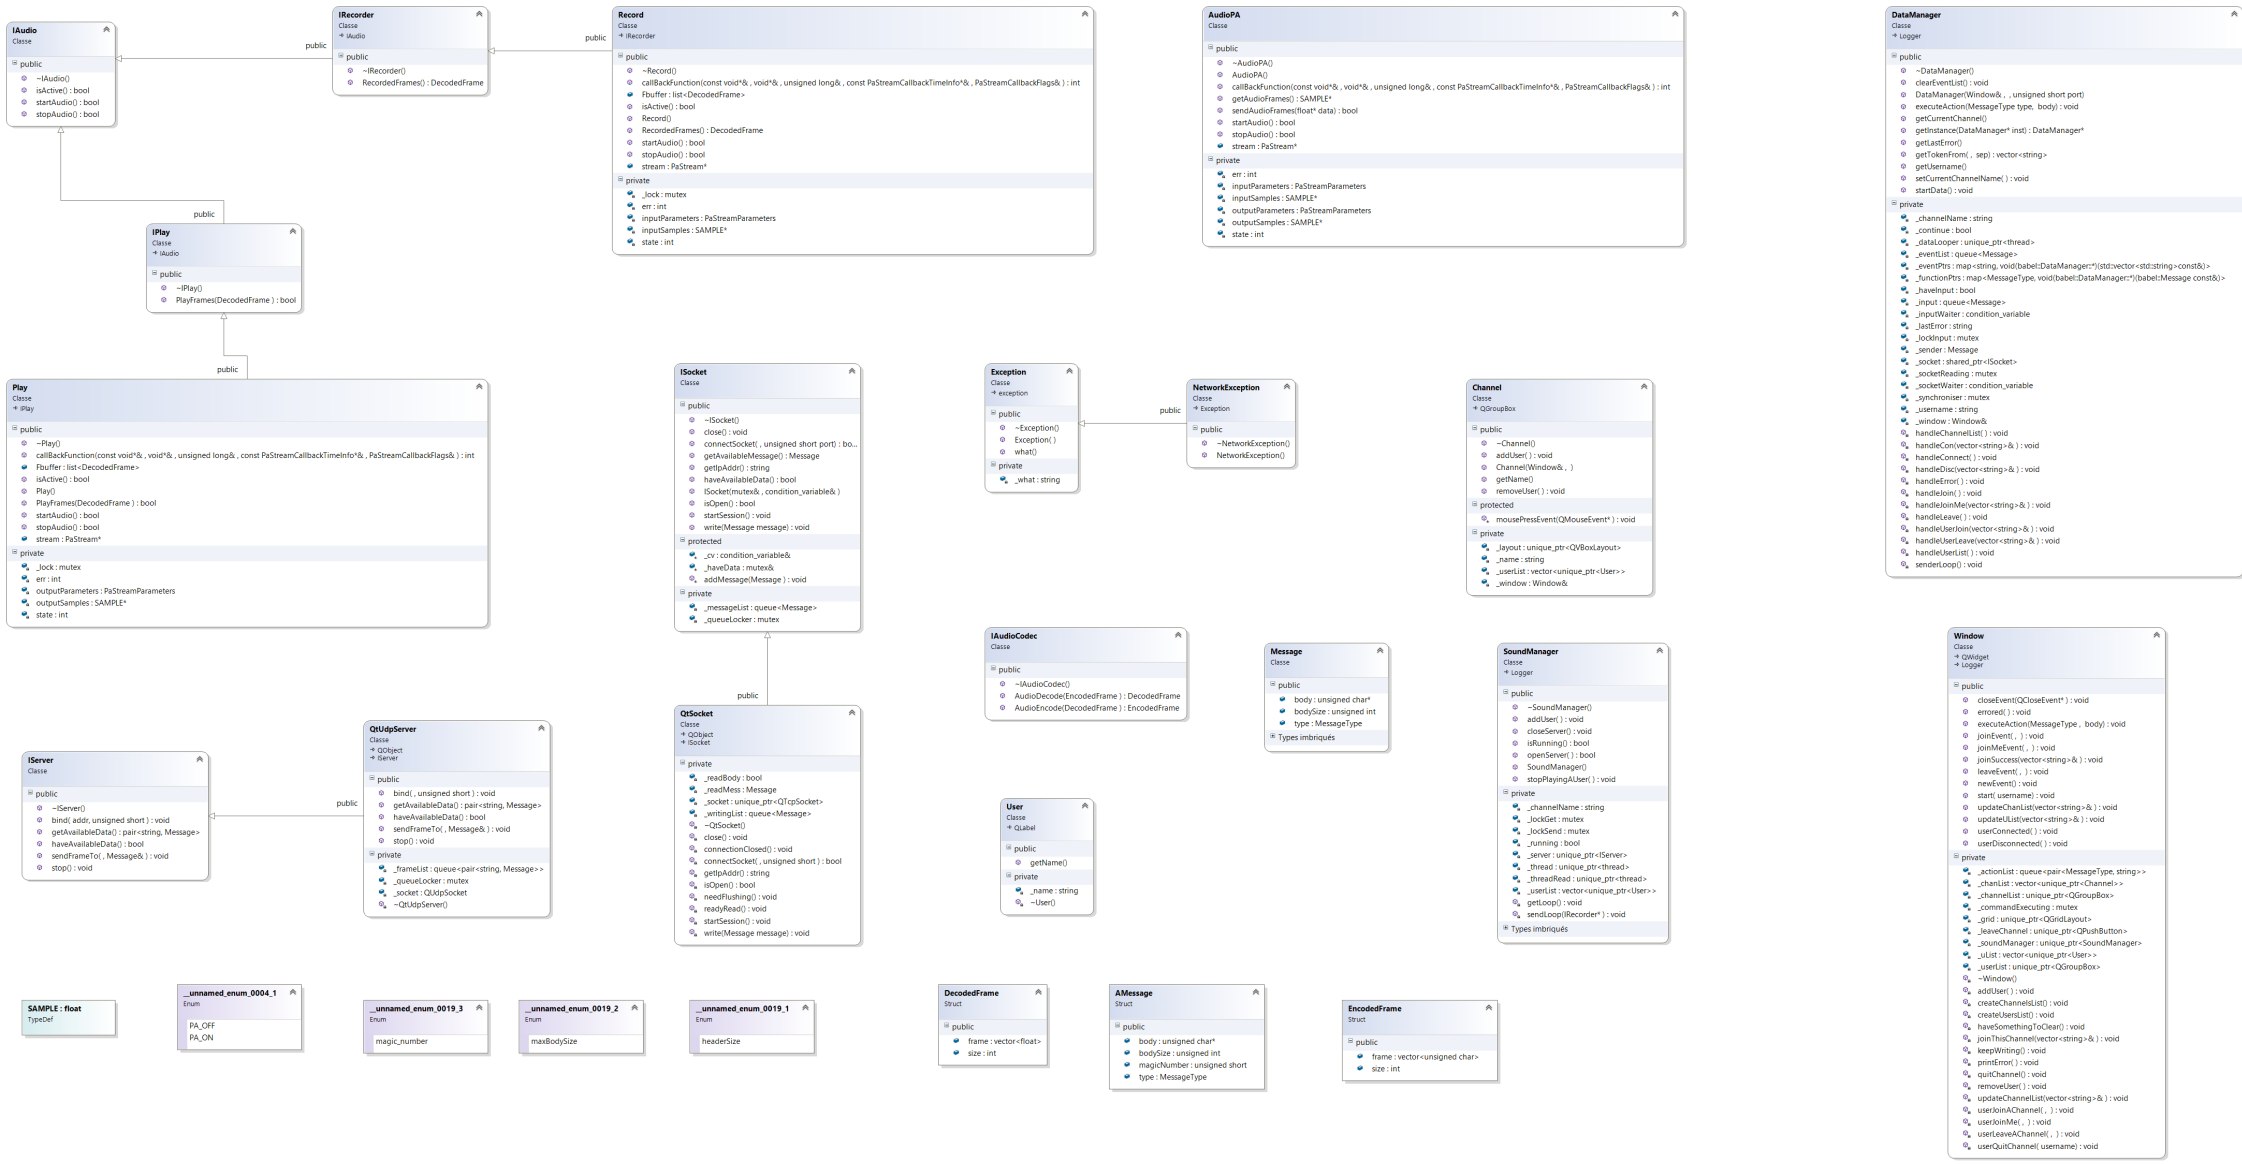 IAudio
Classe
public
~IAudio()
isActive() : bool
startAudio() : bool
stopAudio() : bool
public
IRecorder
Classe
IAudio
public
~IRecorder()
RecordedFrames() : DecodedFrame
public
Record
Classe
IRecorder
public
~Record()
callBackFunction(const void*& , void*& , unsigned long& , const PaStreamCallbackTimeInfo*& , PaStreamCallbackFlags& ) : int
Fbuffer : list<DecodedFrame>
isActive() : bool
Record()
RecordedFrames() : DecodedFrame
startAudio() : bool
stopAudio() : bool
stream : PaStream*
private
_lock : mutex
err : int
inputParameters : PaStreamParameters
inputSamples : SAMPLE*
state : int
AudioPA
Classe
public
~AudioPA()
AudioPA()
callBackFunction(const void*& , void*& , unsigned long& , const PaStreamCallbackTimeInfo*& , PaStreamCallbackFlags& ) : int
getAudioFrames() : SAMPLE*
sendAudioFrames(float* data) : bool
startAudio() : bool
stopAudio() : bool
stream : PaStream*
private
err : int
inputParameters : PaStreamParameters
inputSamples : SAMPLE*
outputParameters : PaStreamParameters
outputSamples : SAMPLE*
state : int
DataManager
Classe
Logger
public
~DataManager()
clearEventList() : void
DataManager(Window& , , unsigned short port)
executeAction(MessageType type, body) : void
getCurrentChannel()
getInstance(DataManager* inst) : DataManager*
getLastError()
getTokenFrom( , sep) : vector<string>
getUsername()
setCurrentChannelName( ) : void
startData() : void
private
_channelName : string
_continue : bool
_dataLooper : unique_ptr<thread>
_eventList : queue<Message>
_eventPtrs : map<string, void(babel::DataManager::*)(std::vector<std::string>const&)>
_functionPtrs : map<MessageType, void(babel::DataManager::*)(babel::Message const&)>
_haveInput : bool
_input : queue<Message>
_inputWaiter : condition_variable
_lastError : string
_lockInput : mutex
_sender : Message
_socket : shared_ptr<ISocket>
_socketReading : mutex
_socketWaiter : condition_variable
_synchroniser : mutex
_username : string
_window : Window&
handleChannelList( ) : void
handleCon(vector<string>& ) : void
handleConnect( ) : void
handleDisc(vector<string>& ) : void
handleError( ) : void
handleJoin( ) : void
handleJoinMe(vector<string>& ) : void
handleLeave( ) : void
handleUserJoin(vector<string>& ) : void
handleUserLeave(vector<string>& ) : void
handleUserList( ) : void
senderLoop() : void
public
IPlay
Classe
IAudio
public
~IPlay()
PlayFrames(DecodedFrame ) : bool
public
Play
Classe
IPlay
public
~Play()
callBackFunction(const void*& , void*& , unsigned long& , const PaStreamCallbackTimeInfo*& , PaStreamCallbackFlags& ) : int
Fbuffer : list<DecodedFrame>
isActive() : bool
Play()
PlayFrames(DecodedFrame ) : bool
startAudio() : bool
stopAudio() : bool
stream : PaStream*
private
_lock : mutex
err : int
outputParameters : PaStreamParameters
outputSamples : SAMPLE*
state : int
ISocket
Classe
public
~ISocket()
close() : void
connectSocket( , unsigned short port) : bo...
getAvailableMessage() : Message
getIpAddr() : string
haveAvailableData() : bool
ISocket(mutex& , condition_variable& )
isOpen() : bool
startSession() : void
write(Message message) : void
protected
_cv : condition_variable&
_haveData : mutex&
addMessage(Message ) : void
private
_messageList : queue<Message>
_queueLocker : mutex
Exception
Classe
exception
public
~Exception()
Exception( )
what()
private
_what : string
public
NetworkException
Classe
Exception
public
~NetworkException()
NetworkException()
Channel
Classe
QGroupBox
public
~Channel()
addUser( ) : void
Channel(Window& , )
getName()
removeUser( ) : void
protected
mousePressEvent(QMouseEvent* ) : void
private
_layout : unique_ptr<QVBoxLayout>
_name : string
_userList : vector<unique_ptr<User>>
_window : Window&
IAudioCodec
Classe
public
~IAudioCodec()
AudioDecode(EncodedFrame ) : DecodedFrame
AudioEncode(DecodedFrame ) : EncodedFrame
Message
Classe
public
body : unsigned char*
bodySize : unsigned int
type : MessageType
Types imbriqués
SoundManager
Classe
Logger
public
~SoundManager()
addUser( ) : void
closeServer() : void
isRunning() : bool
openServer( ) : bool
SoundManager()
stopPlayingAUser( ) : void
private
_channelName : string
_lockGet : mutex
_lockSend : mutex
_running : bool
_server : unique_ptr<IServer>
_thread : unique_ptr<thread>
_threadRead : unique_ptr<thread>
_userList : vector<unique_ptr<User>>
getLoop() : void
sendLoop(IRecorder* ) : void
Types imbriqués
Window
Classe
QWidget
Logger
public
closeEvent(QCloseEvent* ) : void
errored( ) : void
executeAction(MessageType , body) : void
joinEvent( , ) : void
joinMeEvent( , ) : void
joinSuccess(vector<string>& ) : void
leaveEvent( , ) : void
newEvent() : void
start( username) : void
updateChanList(vector<string>& ) : void
updateUList(vector<string>& ) : void
userConnected( ) : void
userDisconnected( ) : void
private
_actionList : queue<pair<MessageType, string>>
_chanList : vector<unique_ptr<Channel>>
_channelList : unique_ptr<QGroupBox>
_commandExecuting : mutex
_grid : unique_ptr<QGridLayout>
_leaveChannel : unique_ptr<QPushButton>
_soundManager : unique_ptr<SoundManager>
_uList : vector<unique_ptr<User>>
_userList : unique_ptr<QGroupBox>
~Window()
addUser( ) : void
createChannelsList() : void
createUsersList() : void
haveSomethingToClear() : void
joinThisChannel(vector<string>& ) : void
keepWriting() : void
printError( ) : void
quitChannel() : void
removeUser( ) : void
updateChannelList(vector<string>& ) : void
userJoinAChannel( , ) : void
userJoinMe( , ) : void
userLeaveAChannel( , ) : void
userQuitChannel( username) : void
IServer
Classe
public
~IServer()
bind( addr, unsigned short ) : void
getAvailableData() : pair<string, Message>
haveAvailableData() : bool
sendFrameTo( , Message& ) : void
stop() : void
public
QtUdpServer
Classe
QObject
IServer
public
bind( , unsigned short ) : void
getAvailableData() : pair<string, Message>
haveAvailableData() : bool
sendFrameTo( , Message& ) : void
stop() : void
private
_frameList : queue<pair<string, Message>>
_queueLocker : mutex
_socket : QUdpSocket
~QtUdpServer()
public
QtSocket
Classe
QObject
ISocket
private
_readBody : bool
_readMess : Message
_socket : unique_ptr<QTcpSocket>
_writingList : queue<Message>
~QtSocket()
close() : void
connectionClosed() : void
connectSocket( , unsigned short ) : bool
getIpAddr() : string
isOpen() : bool
needFlushing() : void
readyRead() : void
startSession() : void
write(Message message) : void
User
Classe
QLabel
public
getName()
private
_name : string
~User()
SAMPLE : float
TypeDef
__unnamed_enum_0004_1
Enum
PA_OFF
PA_ON
__unnamed_enum_0019_3
Enum
magic_number
__unnamed_enum_0019_2
Enum
maxBodySize
__unnamed_enum_0019_1
Enum
headerSize
DecodedFrame
Struct
public
frame : vector<float>
size : int
AMessage
Struct
public
body : unsigned char*
bodySize : unsigned int
magicNumber : unsigned short
type : MessageType
EncodedFrame
Struct
public
frame : vector<unsigned char>
size : int